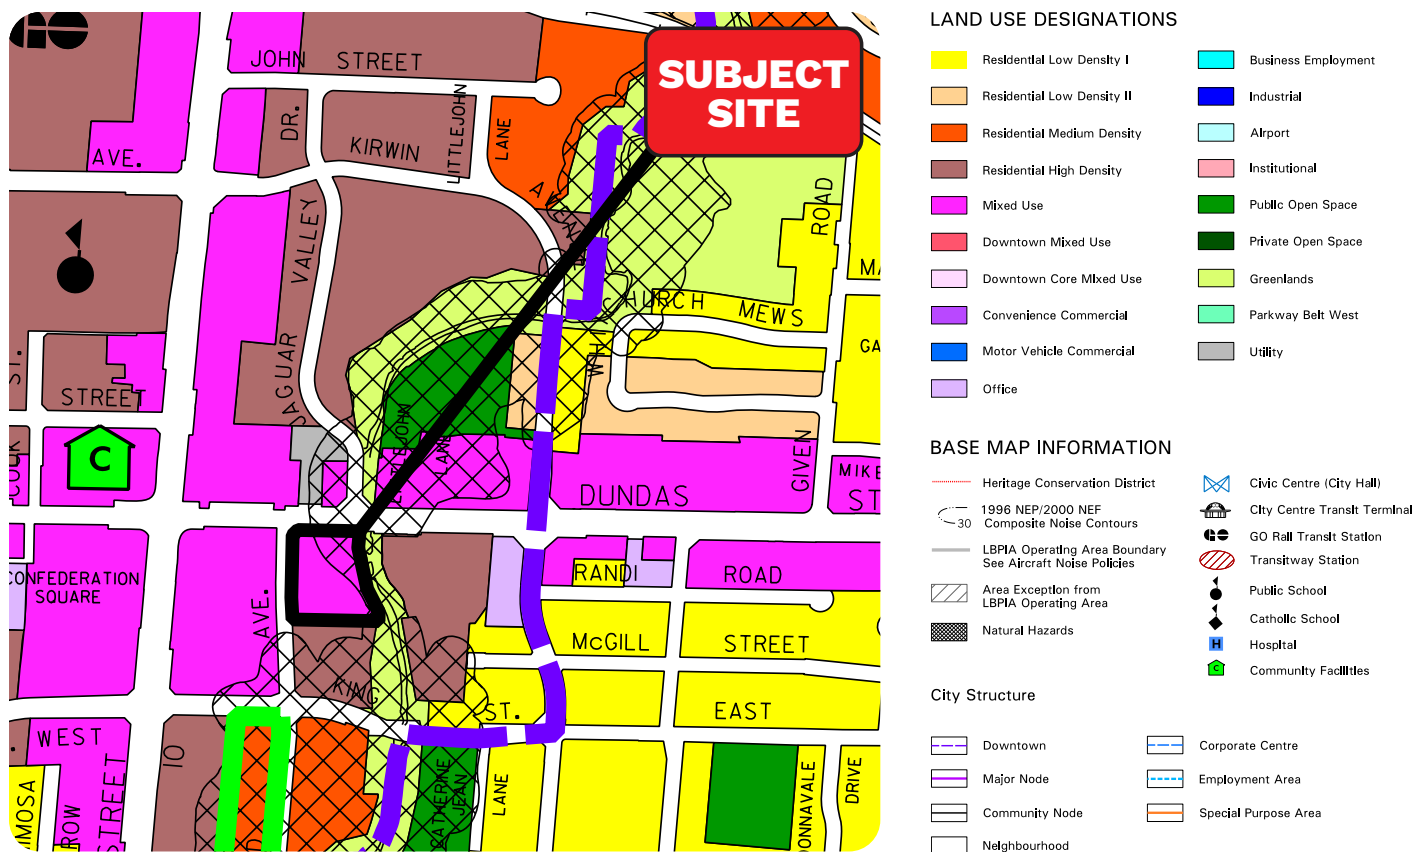 SUBJECT
SITE
JOHN STREET
AVE.
DR.
KIRWIN
LITTLEJOHN
LANE
ROAD
JAGUAR VALLEY
CHURCH MEWS
ST.
STREET
C
LITTLEJOHN
LANE
DUNDAS
GIVEN
MIKE
ST
CONFEDERATION
SQUARE
AVE.
RANDI
ROAD
McGILL STREET
KING
ST.
EAST
WEST
STREET
CATHERINE
JEAN
LANE
DRIVE
LAND USE DESIGNATIONS
Residential Low Density I
Residential Low Density II
Residential Medium Density
Residential High Density
Mixed Use
Downtown Mixed Use
Downtown Core Mixed Use
Convenience Commercial
Motor Vehicle Commercial
Office
Business Employment
Industrial
Airport
Institutional
Public Open Space
Private Open Space
Greenlands
Parkway Belt West
Utility
BASE MAP INFORMATION
Heritage Conservation District
1996 NEP/2000 NEF
30 Composite Noise Contours
LBPIA Operating Area Boundary
See Aircraft Noise Policies
Area Exception from
LBPIA Operating Area
Natural Hazards
Civic Centre (City Hall)
City Centre Transit Terminal
GO Rail Transit Station
Transitway Station
Public School
Catholic School
H Hospital
C Community Facilities
City Structure
Downtown
Major Node
Community Node
Neighbourhood
Corporate Centre
Employment Area
Special Purpose Area